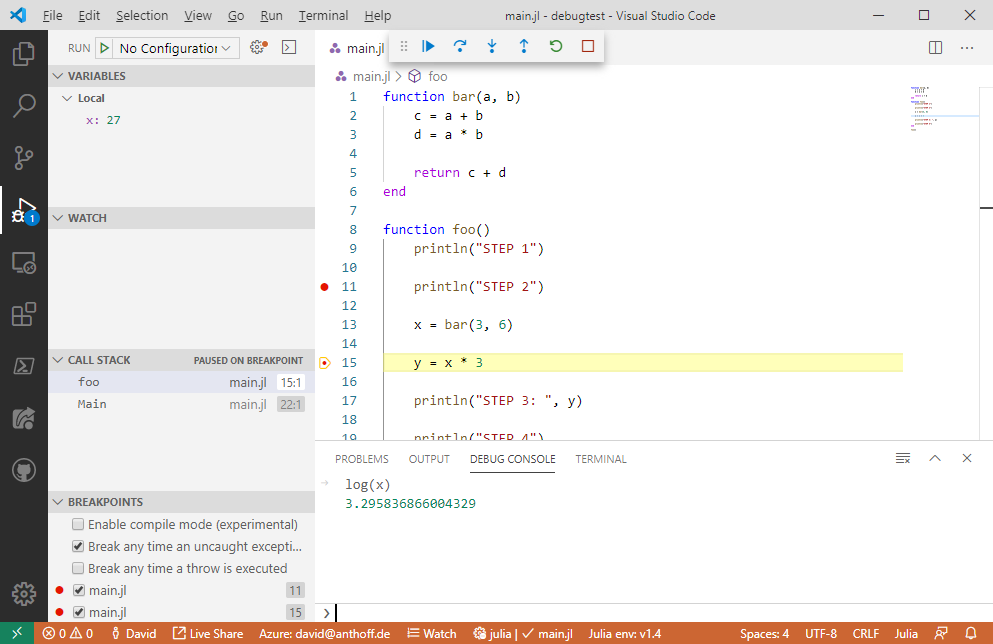 File Edit Selection View Go Run Terminal Help main.jl - debugtest - Visual Studio Code
RUN No Configuration
VARIABLES
Local
x: 27
WATCH
CALL STACK PAUSED ON BREAKPOINT
foo main.jl 15:1
Main main.jl 22:1
BREAKPOINTS
Enable compile mode (experimental)
Break any time an uncaught excepti...
Break any time a throw is executed
main.jl 11
main.jl 15
1
main.jl
main.jl > foo
1 function bar(a, b)
2 c = a + b
3 d = a * b
4
5 return c + d
6 end
7
8 function foo()
9 println("STEP 1")
10
11 println("STEP 2")
12
13 x = bar(3, 6)
14
15 y = x * 3
16
17 println("STEP 3: ", y)
18
19 println("STEP 4")
PROBLEMS OUTPUT DEBUG CONSOLE TERMINAL
log(x)
3.295836866004329
>
0 0 David Live Share Azure: david@anthoff.de Watch julia | ✓ main.jl Julia env: v1.4 Spaces: 4 UTF-8 CRLF Julia